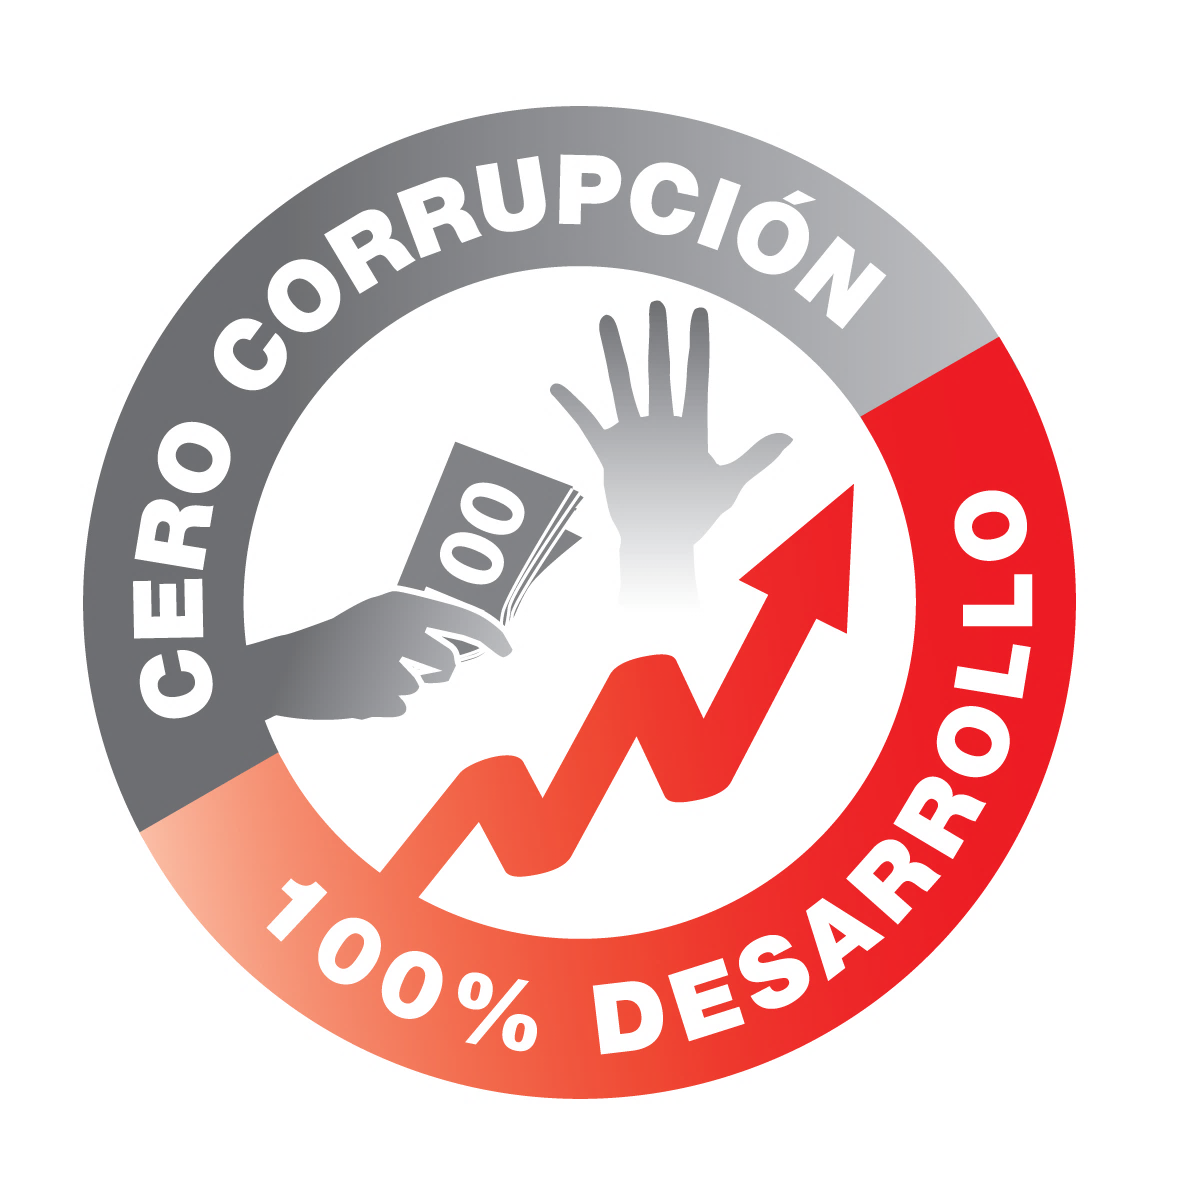 CERO CORRUPCIÓN
100% DESARROLLO
00